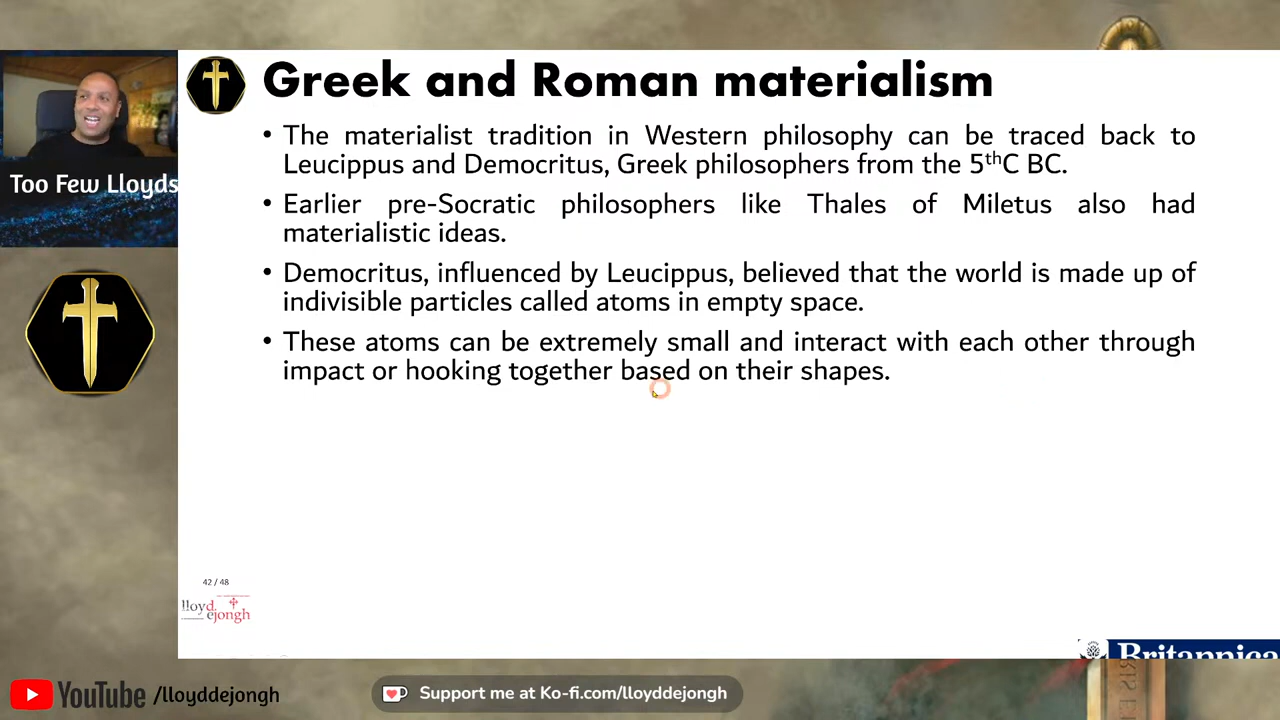 Greek and Roman materialism
• The materialist tradition in Western philosophy can be traced back to
Leucippus and Democritus, Greek philosophers from the 5thC BC.
• Earlier pre-Socratic philosophers like Thales of Miletus also had
materialistic ideas.
• Democritus, influenced by Leucippus, believed that the world is made up of
indivisible particles called atoms in empty space.
• These atoms can be extremely small and interact with each other through
impact or hooking together based on their shapes.
Too Few Lloyds
42 / 48
lloyd
ejongh
Britannica
YouTube /lloyddejongh
Support me at Ko-fi.com/lloyddejongh